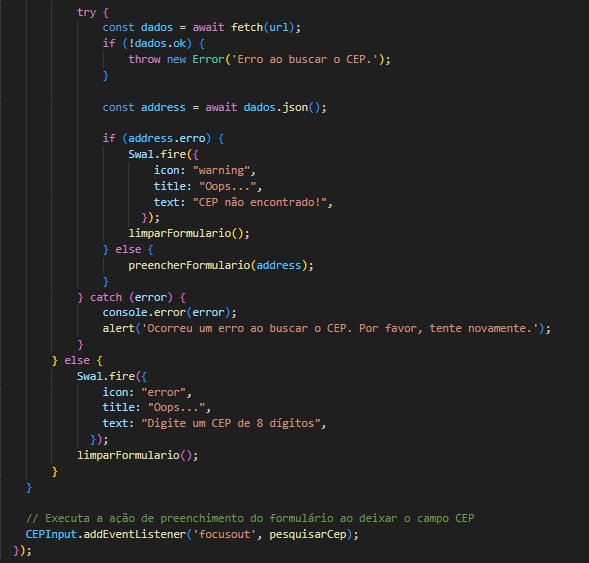 try {
const dados = await fetch(url);
if (!dados.ok) {
throw new Error('Erro ao buscar o CEP.');
}
const address = await dados.json();
if (address.erro) {
Swal.fire({
icon: "warning",
title: "Oops...",
text: "CEP não encontrado!",
});
limparFormulario();
} else {
preencherFormulario(address);
}
} catch (error) {
console.error(error);
alert('Ocorreu um erro ao buscar o CEP. Por favor, tente novamente.');
}
} else {
Swal.fire({
icon: "error",
title: "Oops...",
text: "Digite um CEP de 8 dígitos",
});
limparFormulario();
}
}
// Executa a ação de preenchimento do formulário ao deixar o campo CEP
CEPInput.addEventListener('focusout', pesquisarCep);
});